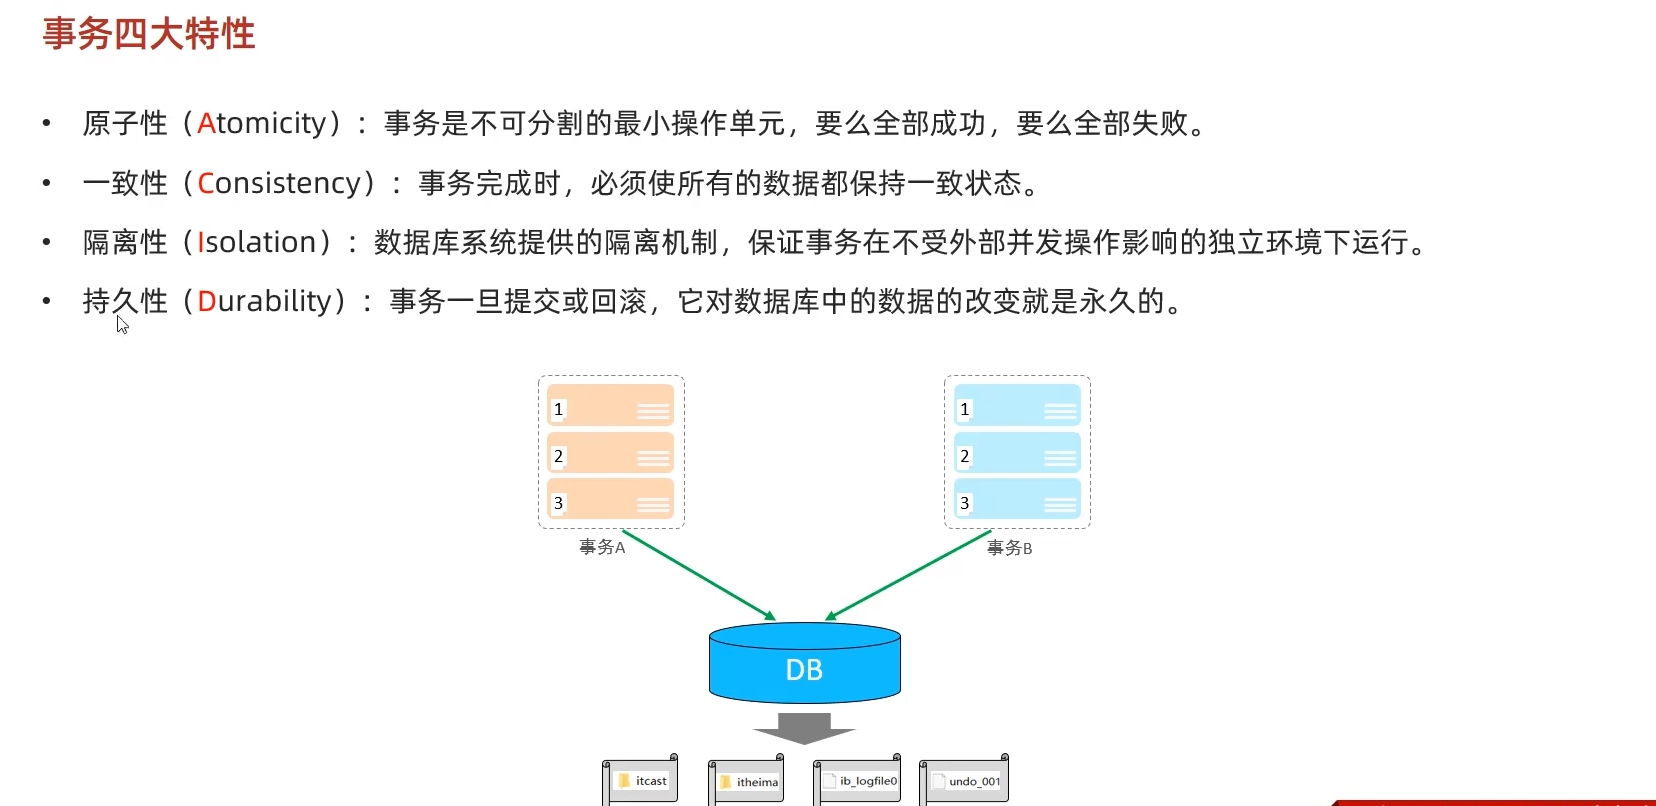 事务四大特性
• 原子性（Atomicity）：事务是不可分割的最小操作单元，要么全部成功，要么全部失败。
• 一致性（Consistency）：事务完成时，必须使所有的数据都保持一致状态。
• 隔离性（Isolation）：数据库系统提供的隔离机制，保证事务在不受外部并发操作影响的独立环境下运行。
• 持久性（Durability）：事务一旦提交或回滚，它对数据库中的数据的改变就是永久的。
1
2
3
事务A
1
2
3
事务B
DB
itcast
itheima
ib_logfile0
undo_001